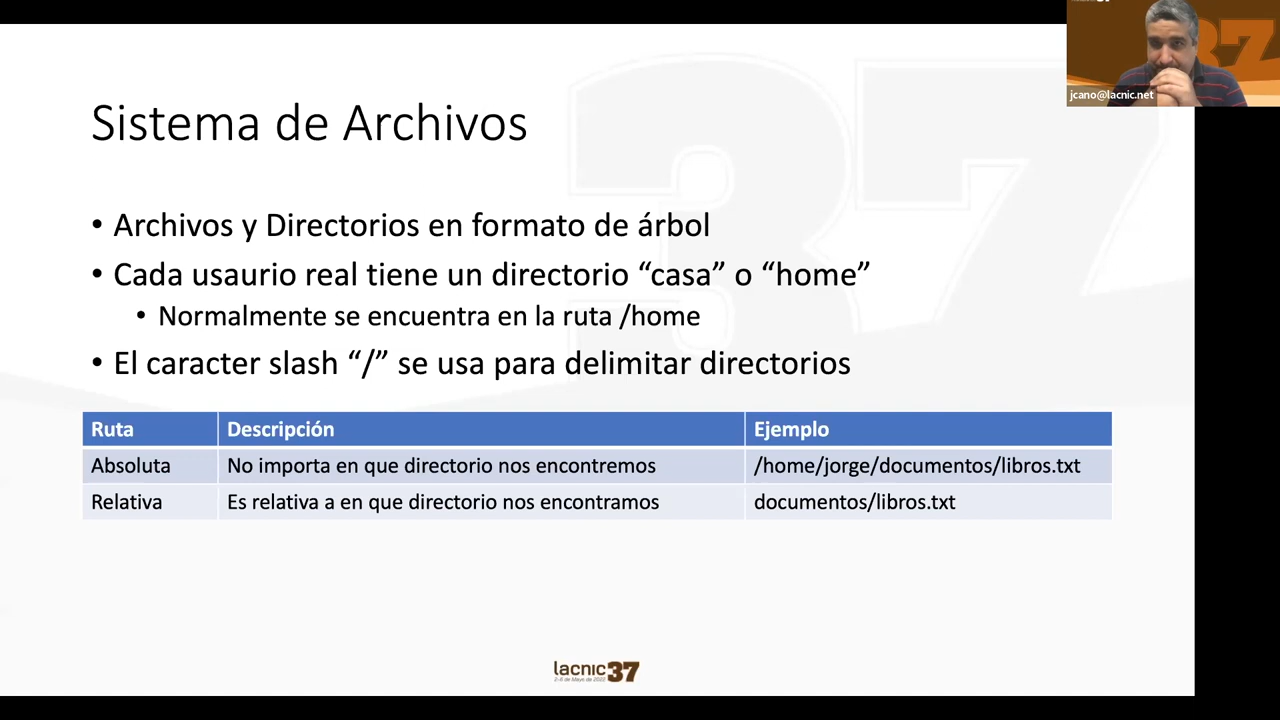 jcano@lacnic.net
Sistema de Archivos
• Archivos y Directorios en formato de árbol
• Cada usaurio real tiene un directorio “casa” o “home”
• Normalmente se encuentra en la ruta /home
• El caracter slash “/” se usa para delimitar directorios
Ruta Descripción Ejemplo
Absoluta No importa en que directorio nos encontremos /home/jorge/documentos/libros.txt
Relativa Es relativa a en que directorio nos encontramos documentos/libros.txt
lacnic37